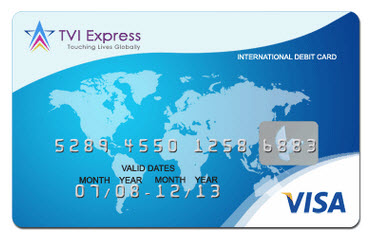 TVI Express
Touching Lives Globally
INTERNATIONAL DEBIT CARD
5289 4550 1258 6883
VALID DATES
MONTH YEAR MONTH YEAR
07/08-12/13
VISA